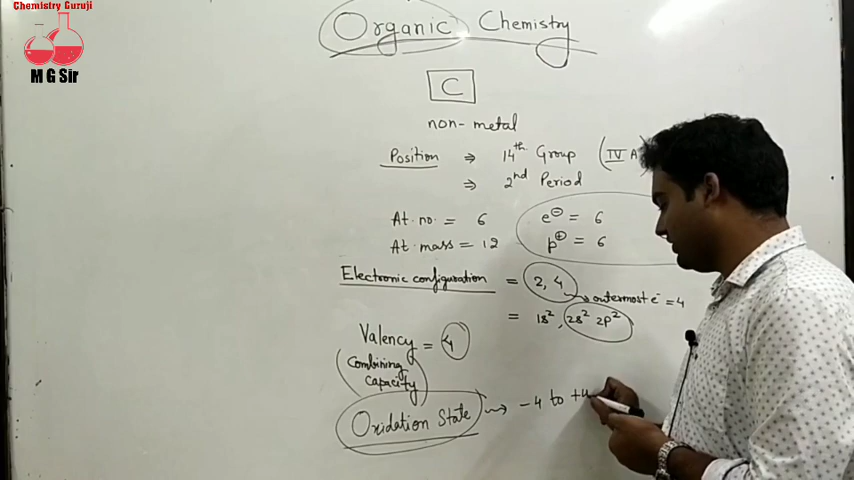 Chemistry Guruji
M G Sir
Organic Chemistry
C
non-metal
Position ⇒ 14th Group (IV A)
⇒ 2nd Period
At. no. = 6
e⊖ = 6
At. mass = 12
p⊕ = 6
Electronic configuration = 2, 4
→ outermost e⁻ = 4
= 1s², 2s² 2p²
Valency = 4
(Combining capacity)
Oxidation State → -4 to +4